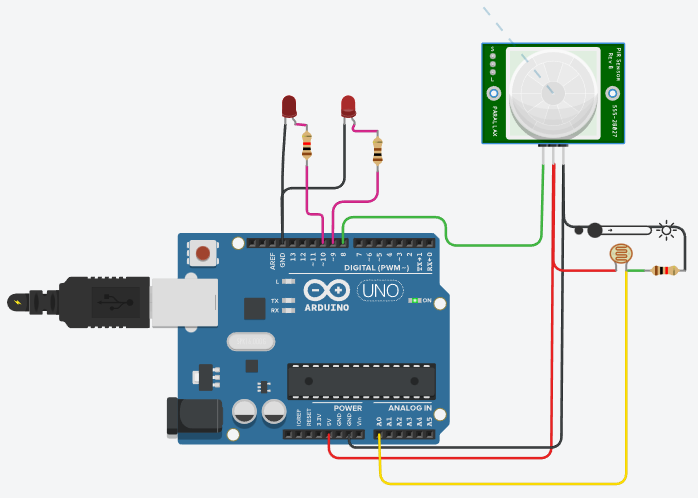 PIR SENSOR
Rev B
S
L
PARALLAX
555-28027
AREF
GND
13
12
~11
~10
~9
8
7
~6
~5
4
~3
2
TX→1
RX←0
DIGITAL (PWM~)
L
TX
RX
ARDUINO
UNO
ON
POWER
ANALOG IN
IOREF
RESET
3.3V
5V
GND
GND
Vin
A0
A1
A2
A3
A4
A5